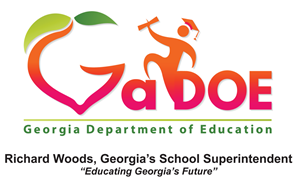 GaDOE
Georgia Department of Education
Richard Woods, Georgia's School Superintendent
"Educating Georgia's Future"